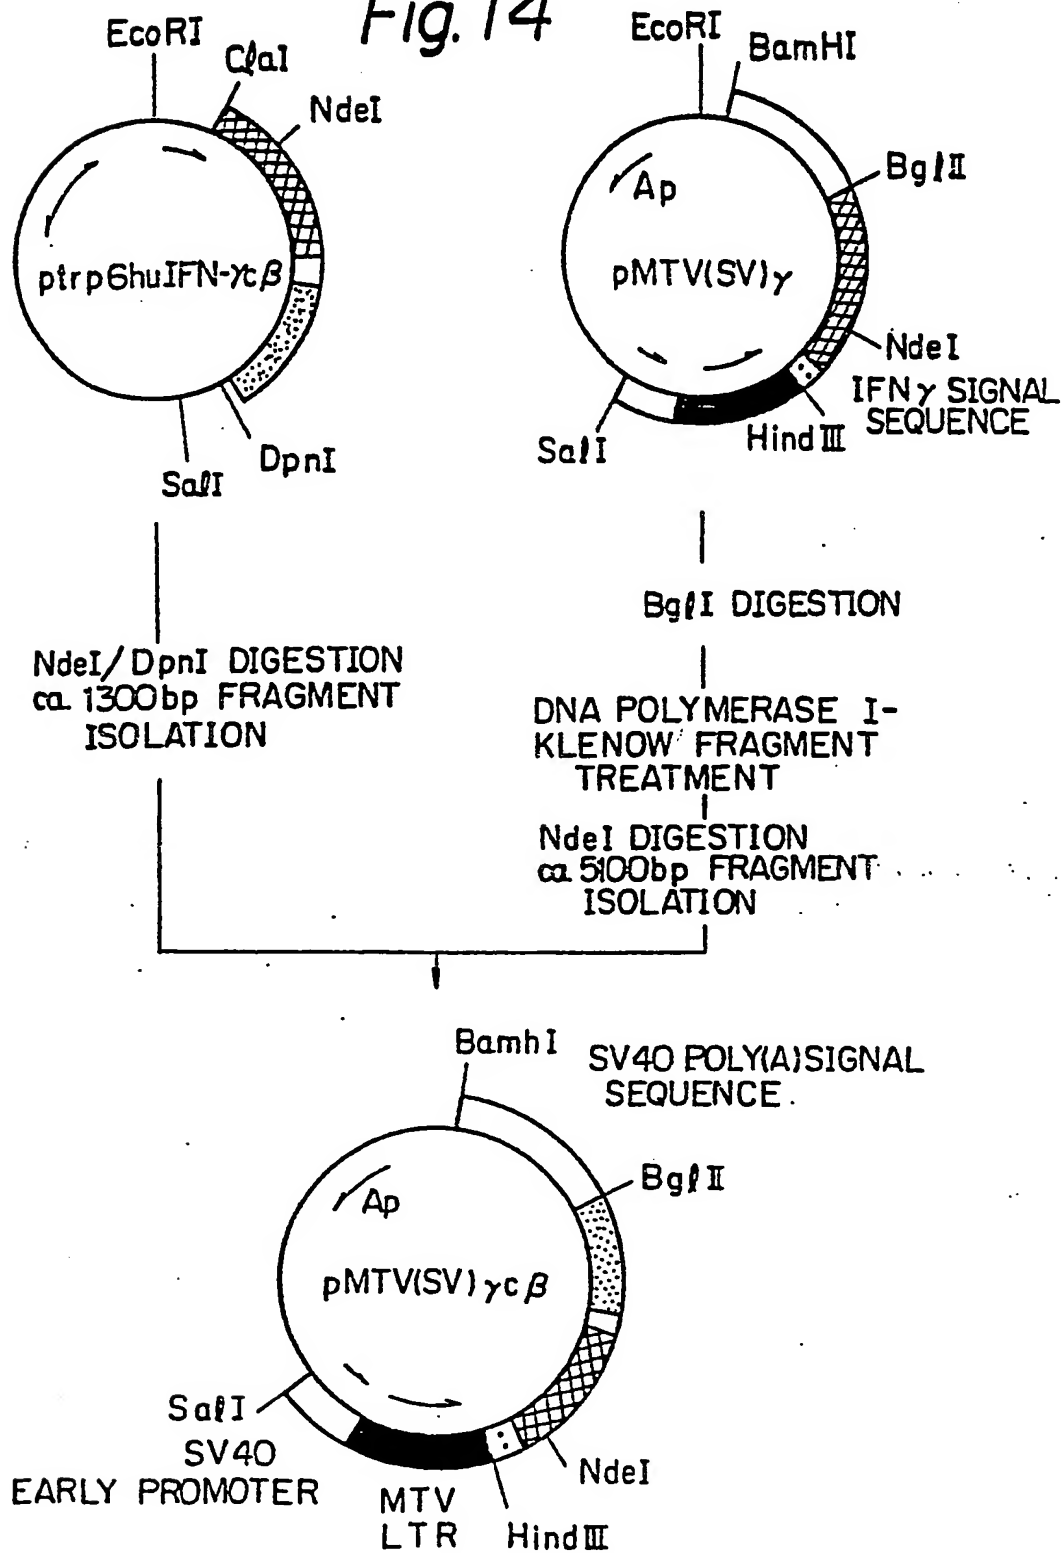 Fig. 14
EcoRI
ClaI
NdeI
ptrp6huIFN-γcβ
DpnI
SalI
EcoRI
BamHI
BglII
Ap
pMTV(SV)γ
NdeI
IFNγ SIGNAL
SEQUENCE
HindIII
SalI
NdeI/DpnI DIGESTION
ca. 1300bp FRAGMENT
ISOLATION
BglI DIGESTION
DNA POLYMERASE I-
KLENOW FRAGMENT
TREATMENT
NdeI DIGESTION
ca. 5100bp FRAGMENT
ISOLATION
BamhI
SV40 POLY(A)SIGNAL
SEQUENCE.
BglII
Ap
pMTV(SV)γcβ
SalI
SV40
EARLY PROMOTER
MTV
LTR
HindIII
NdeI